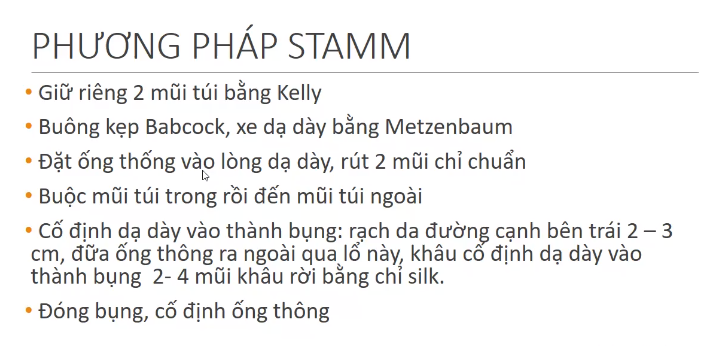 PHƯƠNG PHÁP STAMM
• Giữ riêng 2 mũi túi bằng Kelly
• Buông kẹp Babcock, xe dạ dày bằng Metzenbaum
• Đặt ống thống vào lòng dạ dày, rút 2 mũi chỉ chuẩn
• Buộc mũi túi trong rồi đến mũi túi ngoài
• Cố định dạ dày vào thành bụng: rạch da đường cạnh bên trái 2 – 3
cm, đữa ống thông ra ngoài qua lổ này, khâu cố định dạ dày vào
thành bụng 2- 4 mũi khâu rời bằng chỉ silk.
• Đóng bụng, cố định ống thông